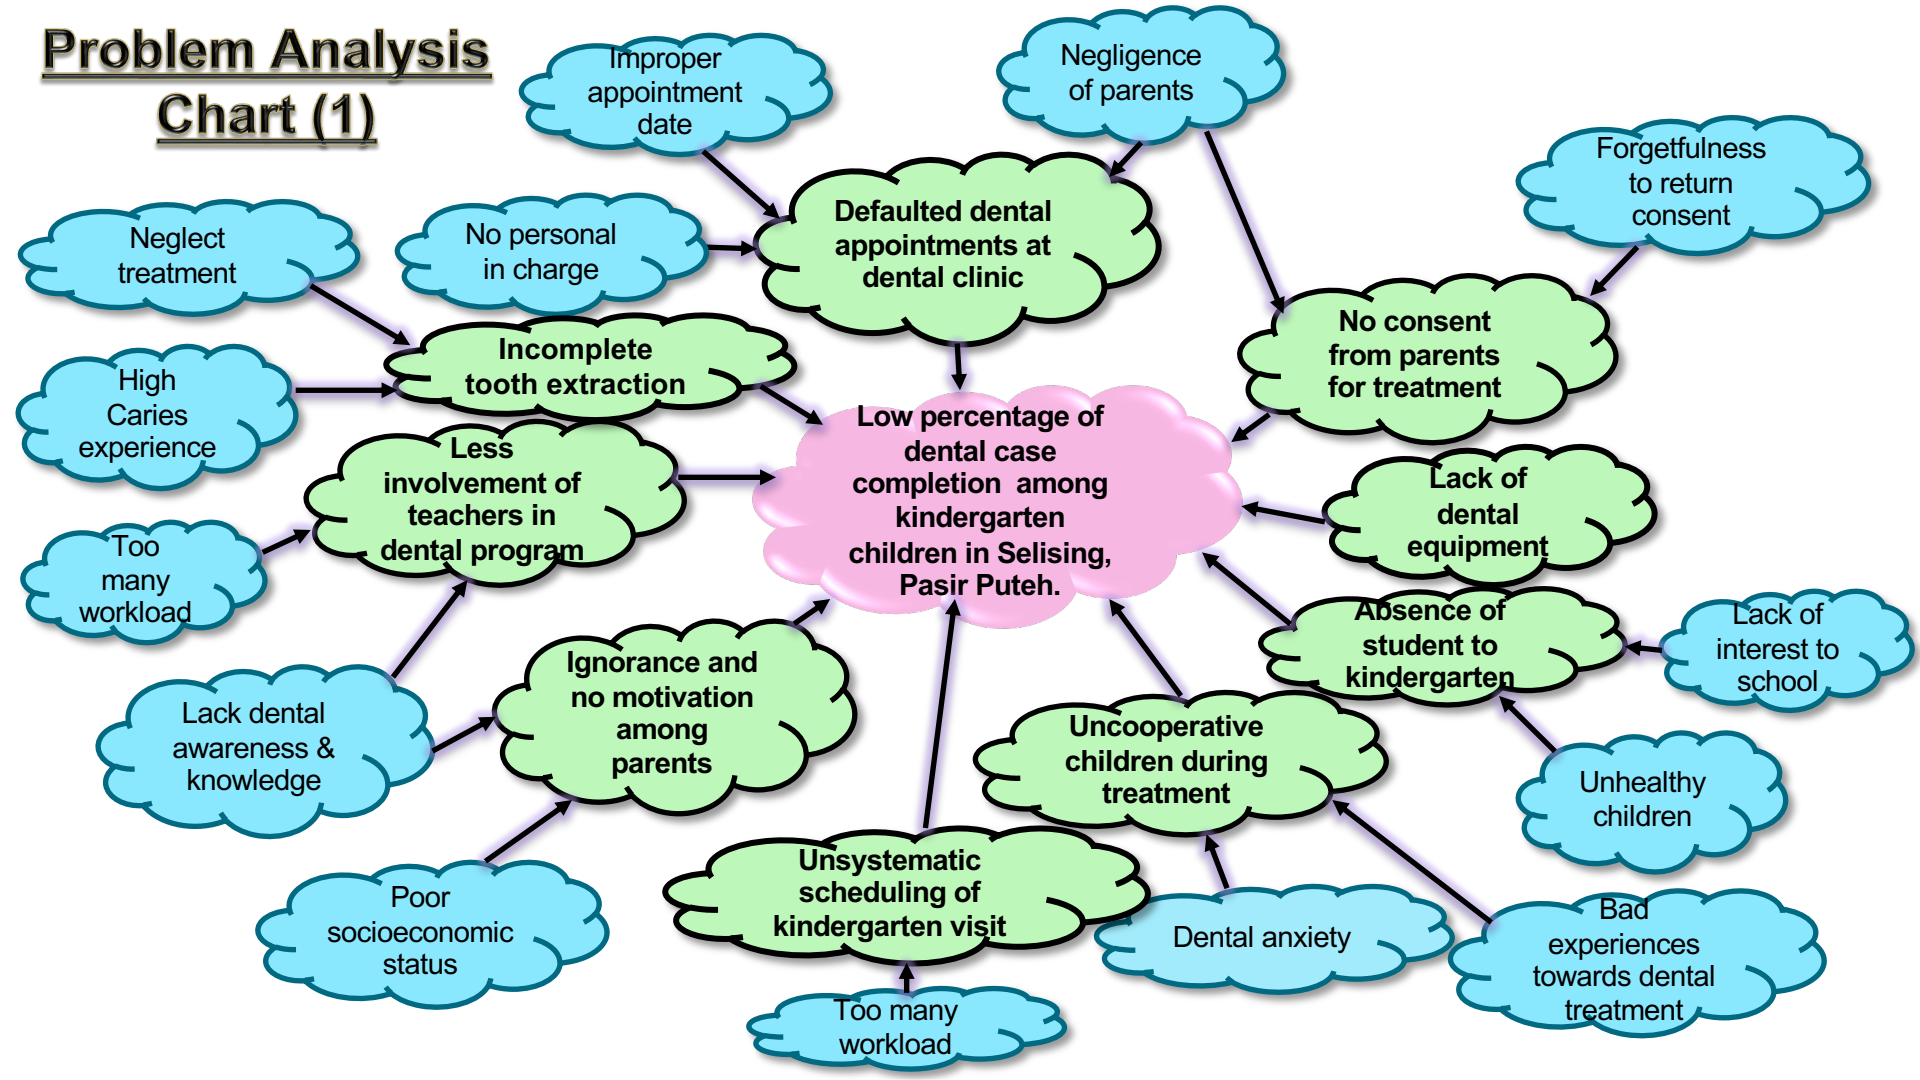 Problem Analysis
Chart (1)
Improper
appointment
date
Negligence
of parents
Forgetfulness
to return
consent
Neglect
treatment
No personal
in charge
Defaulted dental
appointments at
dental clinic
No consent
from parents
for treatment
High
Caries
experience
Incomplete
tooth extraction
Less
involvement of
teachers in
dental program
Low percentage of
dental case
completion among
kindergarten
children in Selising,
Pasir Puteh.
Lack of
dental
equipment
Too
many
workload
Absence of
student to
kindergarten
Lack of
interest to
school
Lack dental
awareness &
knowledge
Ignorance and
no motivation
among
parents
Uncooperative
children during
treatment
Unhealthy
children
Poor
socioeconomic
status
Unsystematic
scheduling of
kindergarten visit
Dental anxiety
Bad
experiences
towards dental
treatment
Too many
workload